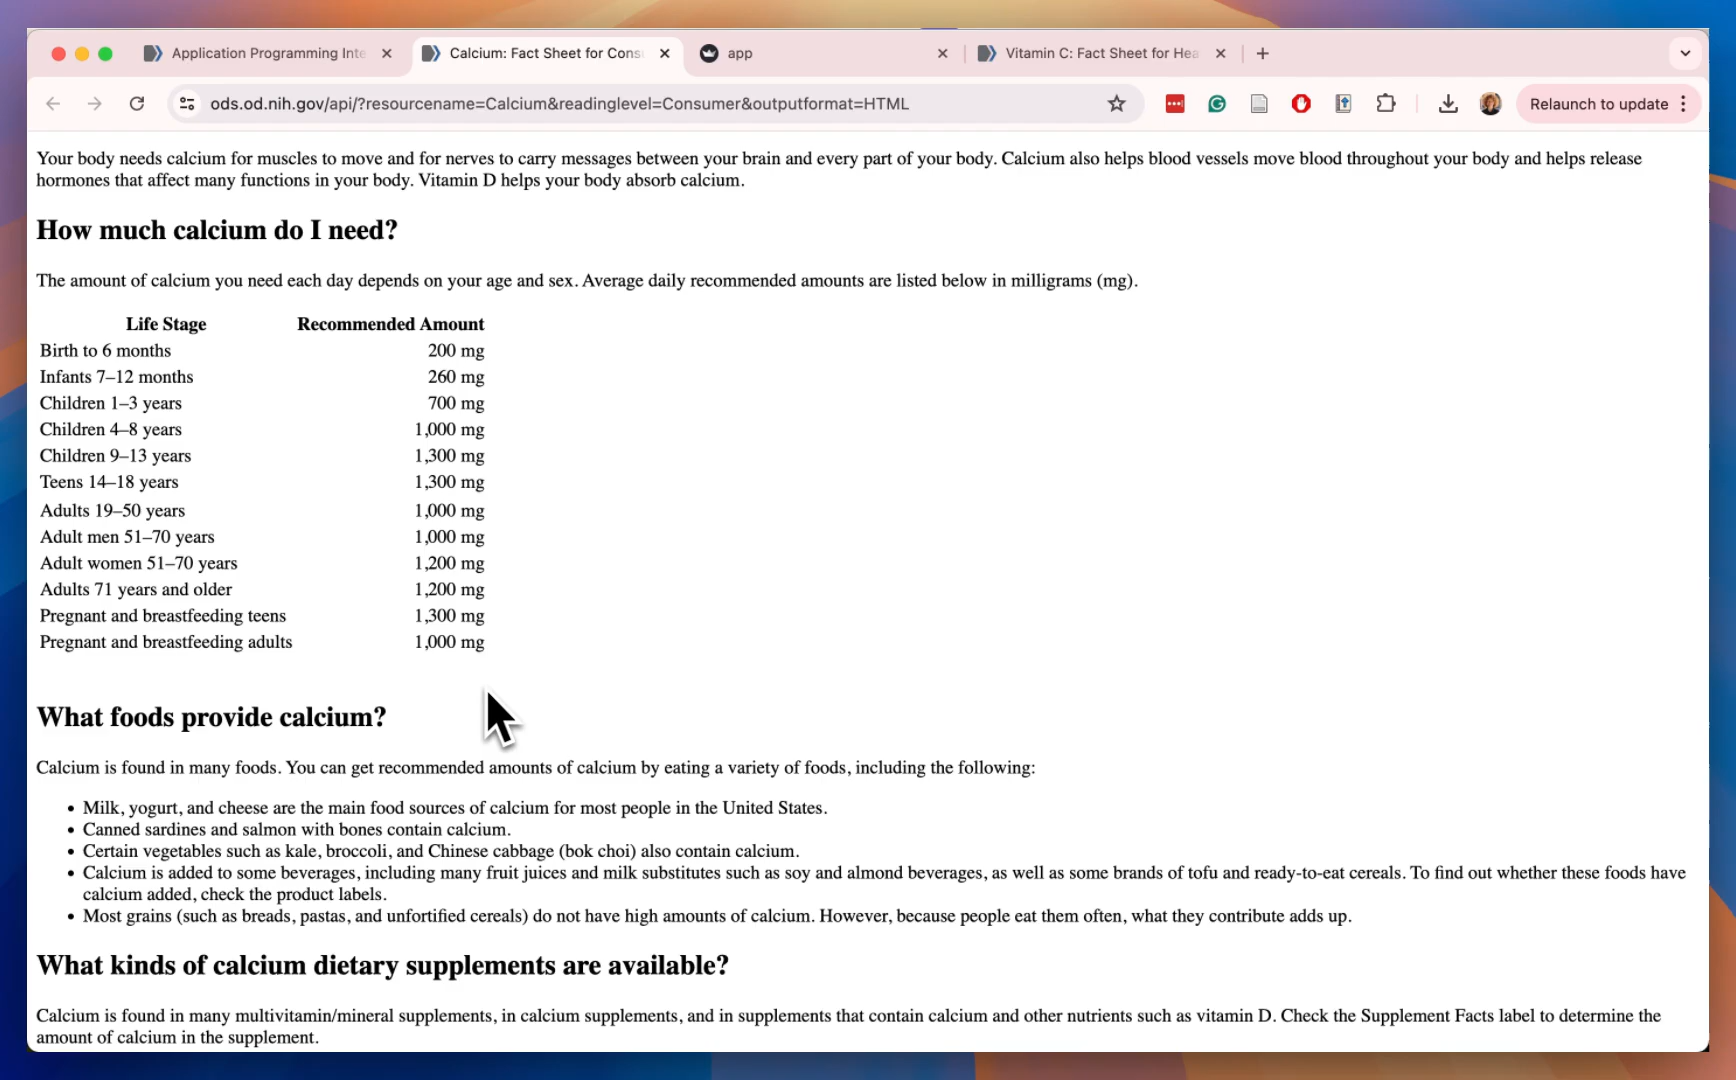 Application Programming Inte
Calcium: Fact Sheet for Cons
app
Vitamin C: Fact Sheet for Hea
ods.od.nih.gov/api/?resourcename=Calcium&readinglevel=Consumer&outputformat=HTML
Relaunch to update
Your body needs calcium for muscles to move and for nerves to carry messages between your brain and every part of your body. Calcium also helps blood vessels move blood throughout your body and helps release
hormones that affect many functions in your body. Vitamin D helps your body absorb calcium.
How much calcium do I need?
The amount of calcium you need each day depends on your age and sex. Average daily recommended amounts are listed below in milligrams (mg).
Life Stage Recommended Amount
Birth to 6 months 200 mg
Infants 7–12 months 260 mg
Children 1–3 years 700 mg
Children 4–8 years 1,000 mg
Children 9–13 years 1,300 mg
Teens 14–18 years 1,300 mg
Adults 19–50 years 1,000 mg
Adult men 51–70 years 1,000 mg
Adult women 51–70 years 1,200 mg
Adults 71 years and older 1,200 mg
Pregnant and breastfeeding teens 1,300 mg
Pregnant and breastfeeding adults 1,000 mg
What foods provide calcium?
Calcium is found in many foods. You can get recommended amounts of calcium by eating a variety of foods, including the following:
• Milk, yogurt, and cheese are the main food sources of calcium for most people in the United States.
• Canned sardines and salmon with bones contain calcium.
• Certain vegetables such as kale, broccoli, and Chinese cabbage (bok choi) also contain calcium.
• Calcium is added to some beverages, including many fruit juices and milk substitutes such as soy and almond beverages, as well as some brands of tofu and ready-to-eat cereals. To find out whether these foods have
calcium added, check the product labels.
• Most grains (such as breads, pastas, and unfortified cereals) do not have high amounts of calcium. However, because people eat them often, what they contribute adds up.
What kinds of calcium dietary supplements are available?
Calcium is found in many multivitamin/mineral supplements, in calcium supplements, and in supplements that contain calcium and other nutrients such as vitamin D. Check the Supplement Facts label to determine the
amount of calcium in the supplement.